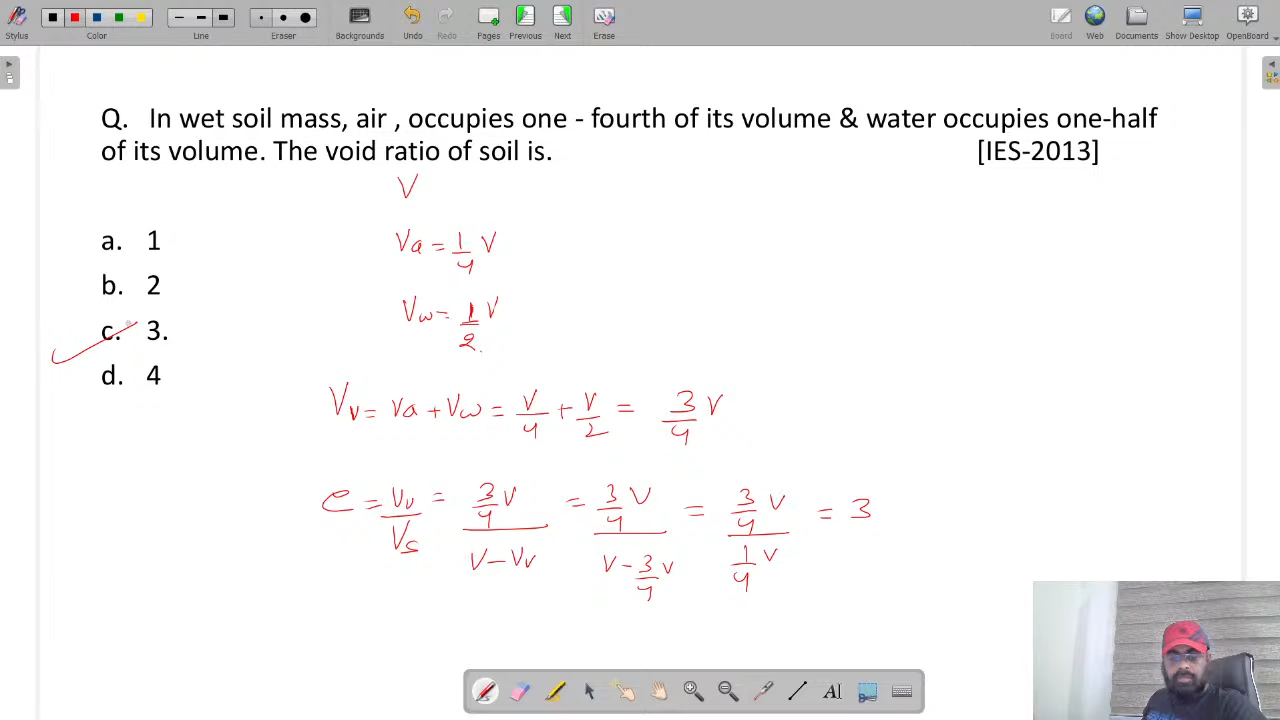 Stylus Color Line Eraser Backgrounds Undo Redo Pages Previous Next Erase Board Web Documents Show Desktop OpenBoard
Q. In wet soil mass, air , occupies one - fourth of its volume & water occupies one-half
of its volume. The void ratio of soil is. [IES-2013]
V
a. 1
Va = 1/4 V
b. 2
Vw = 1/2 V
c. 3.
d. 4
Vv = Va + Vw = V/4 + V/2 = 3/4 V
e = Vv/Vs = (3/4 V)/(V - Vv) = (3/4 V)/(V - 3/4 V) = (3/4 V)/(1/4 V) = 3
AI